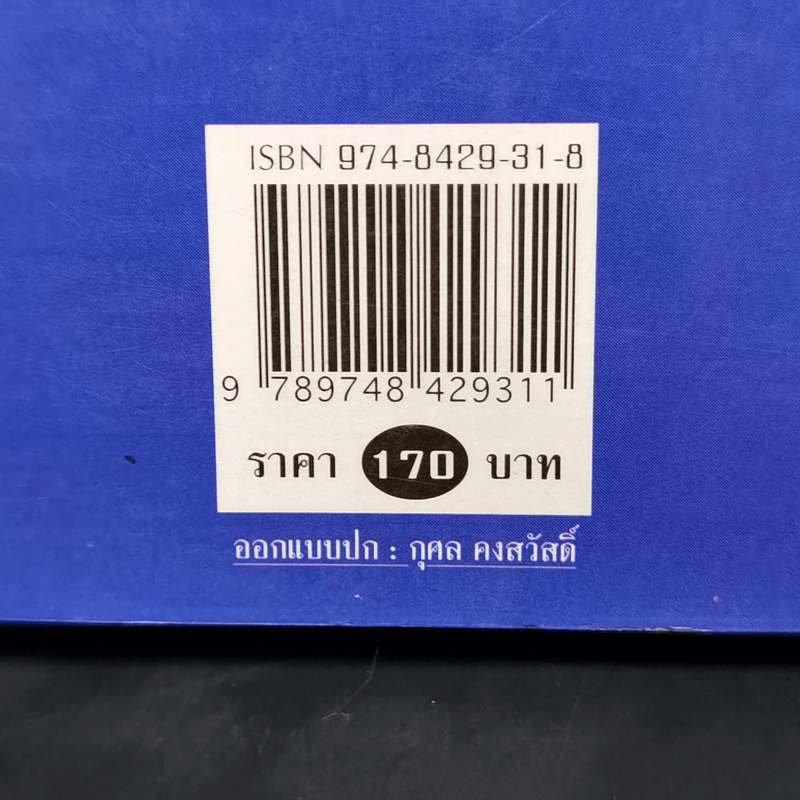 ISBN 974-8429-31-8
9 789748 429311
ราคา 170 บาท
ออกแบบปก : กุศล คงสวัสดิ์